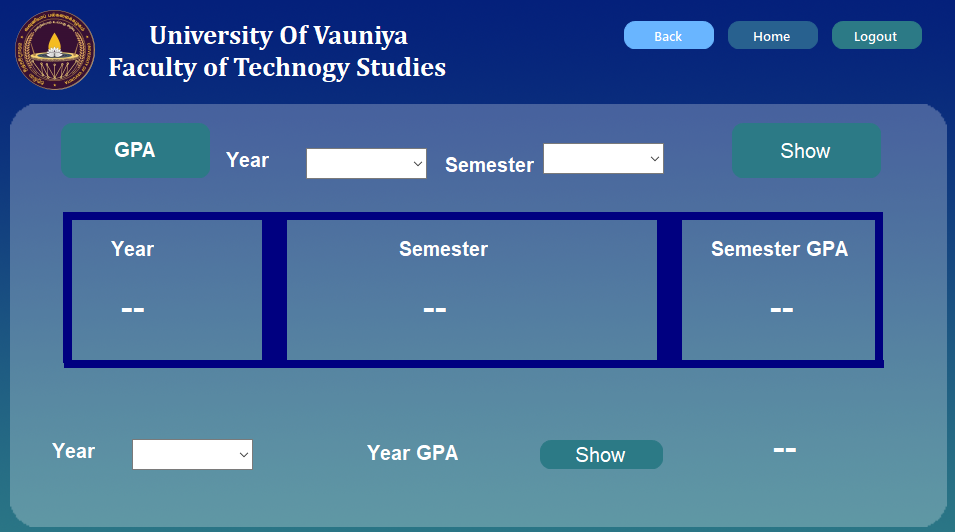 University Of Vauniya
Faculty of Technogy Studies
Back
Home
Logout
GPA
Year
Semester
Show
Year
Semester
Semester GPA
--
--
--
Year
Year GPA
Show
--